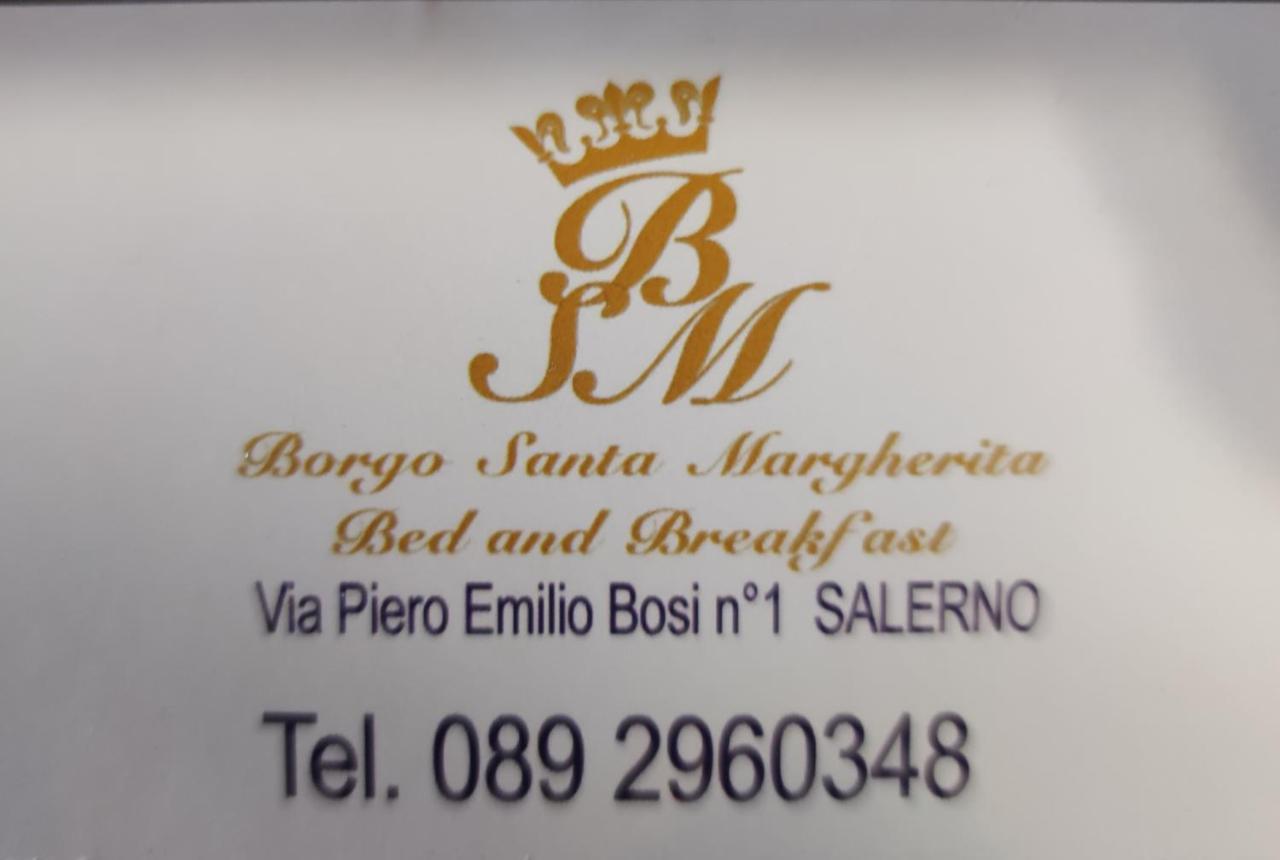 B
SM
Borgo Santa Margherita
Bed and Breakfast
Via Piero Emilio Bosi n°1 SALERNO
Tel. 089 2960348